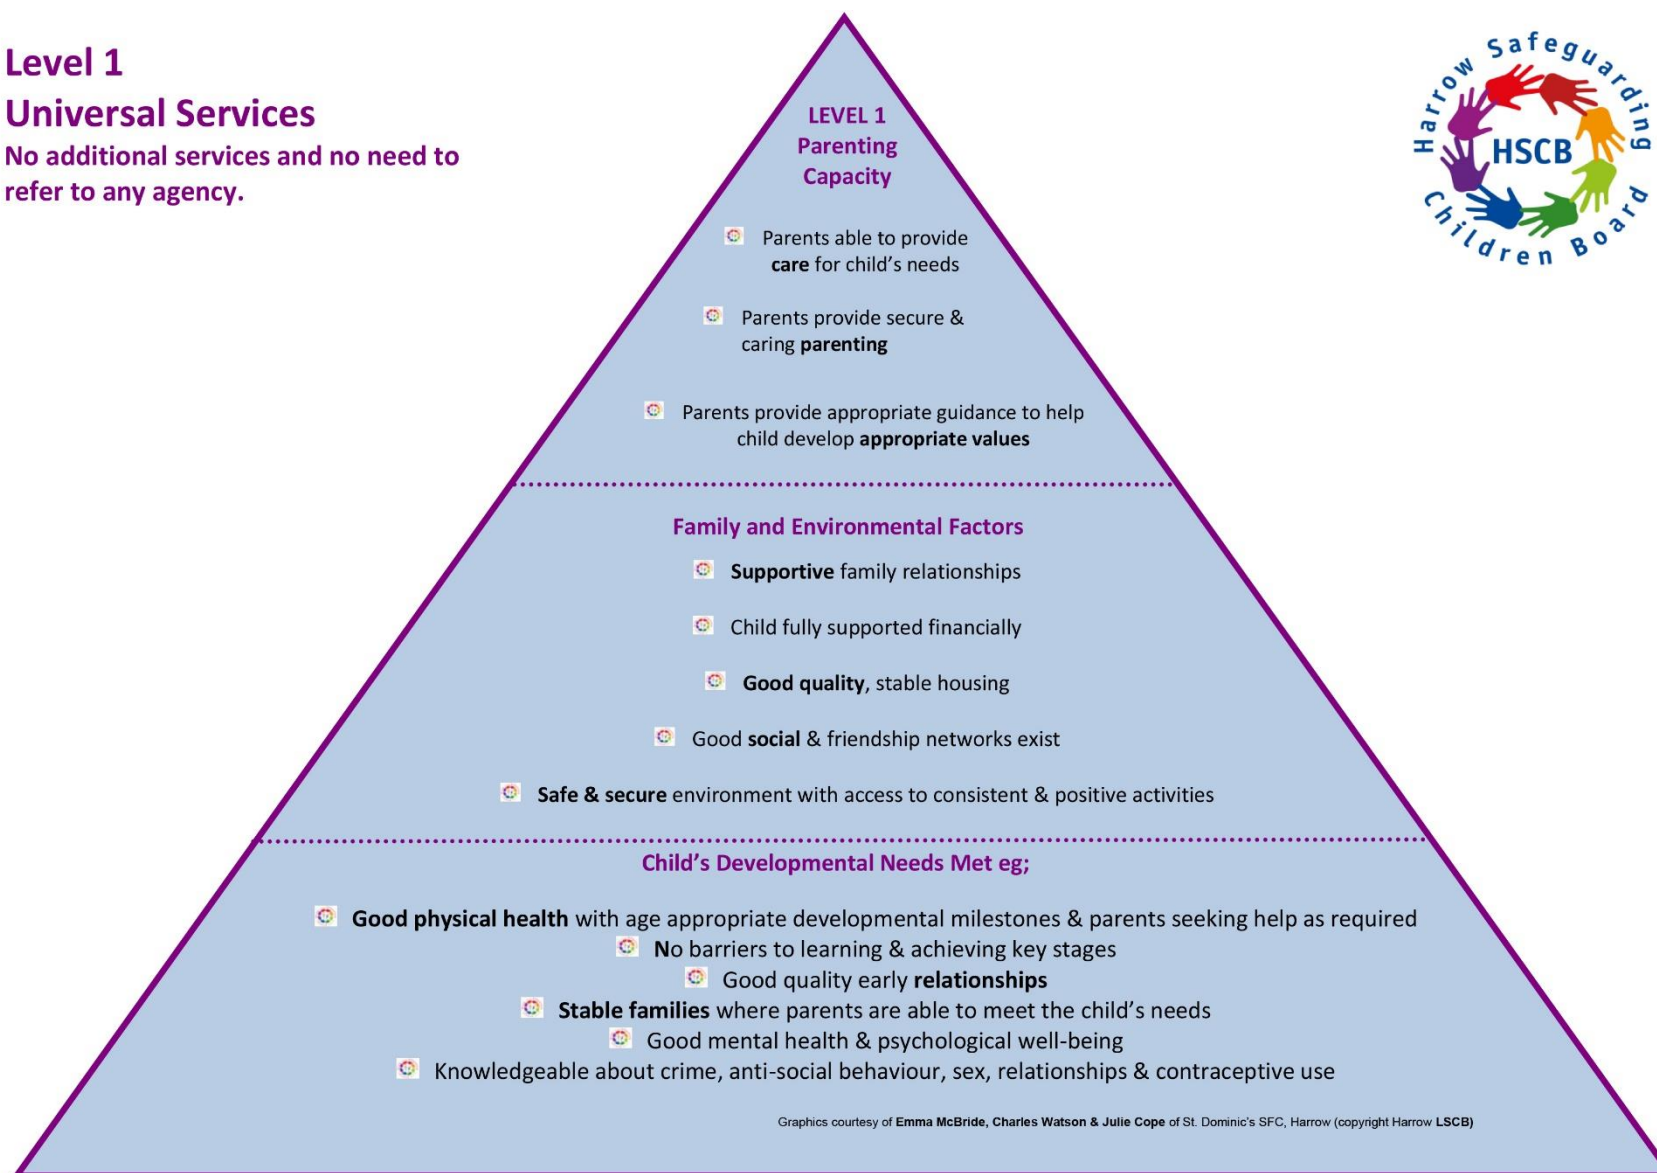 Level 1
Universal Services
No additional services and no need to
refer to any agency.
Harrow Safeguarding
HSCB
Children Board
LEVEL 1
Parenting
Capacity
Parents able to provide
care for child's needs
Parents provide secure &
caring parenting
Parents provide appropriate guidance to help
child develop appropriate values
Family and Environmental Factors
Supportive family relationships
Child fully supported financially
Good quality, stable housing
Good social & friendship networks exist
Safe & secure environment with access to consistent & positive activities
Child's Developmental Needs Met eg;
Good physical health with age appropriate developmental milestones & parents seeking help as required
No barriers to learning & achieving key stages
Good quality early relationships
Stable families where parents are able to meet the child's needs
Good mental health & psychological well-being
Knowledgeable about crime, anti-social behaviour, sex, relationships & contraceptive use
Graphics courtesy of Emma McBride, Charles Watson & Julie Cope of St. Dominic's SFC, Harrow (copyright Harrow LSCB)